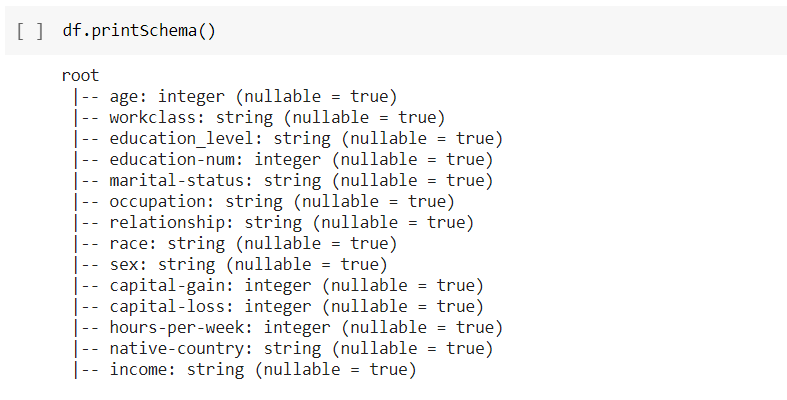 [ ] df.printSchema()
root
|-- age: integer (nullable = true)
|-- workclass: string (nullable = true)
|-- education_level: string (nullable = true)
|-- education-num: integer (nullable = true)
|-- marital-status: string (nullable = true)
|-- occupation: string (nullable = true)
|-- relationship: string (nullable = true)
|-- race: string (nullable = true)
|-- sex: string (nullable = true)
|-- capital-gain: integer (nullable = true)
|-- capital-loss: integer (nullable = true)
|-- hours-per-week: integer (nullable = true)
|-- native-country: string (nullable = true)
|-- income: string (nullable = true)